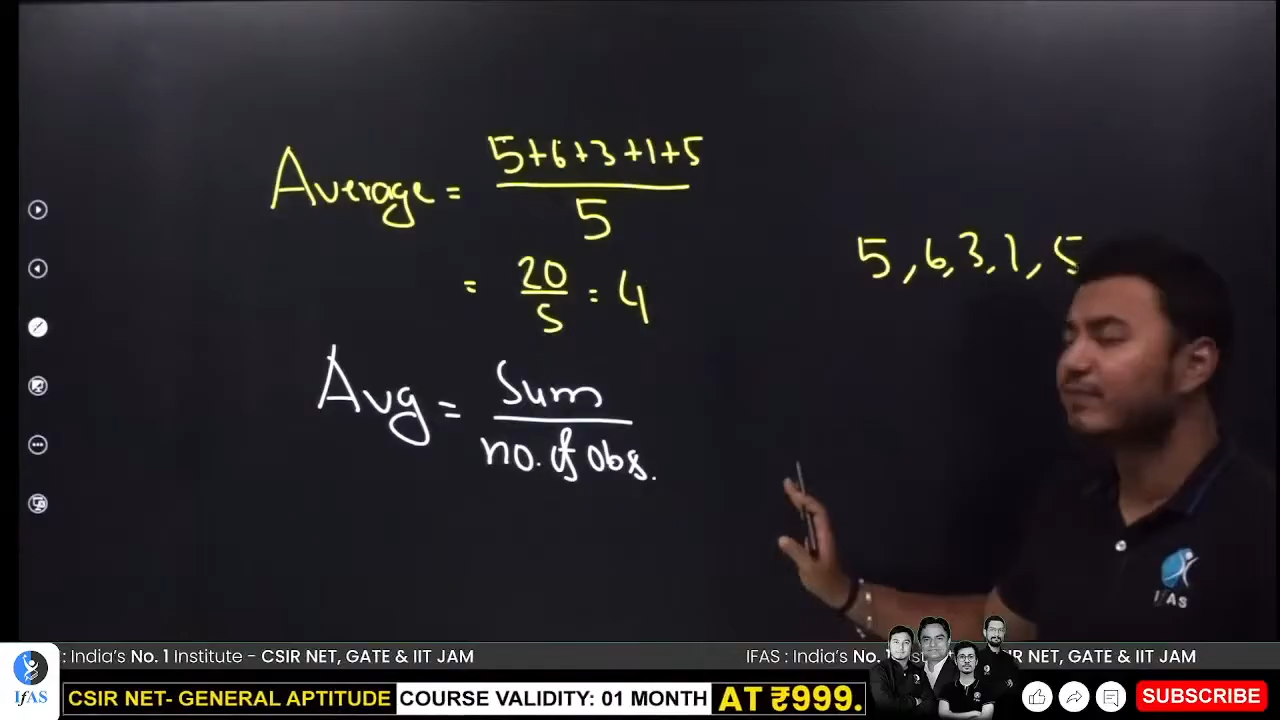 Average = 5+6+3+1+5 / 5
= 20/5 = 4
5, 6, 3, 1, 5
Avg = Sum / no. of obs.
IFAS
: India's No. 1 Institute - CSIR NET, GATE & IIT JAM
IFAS : India's No. 1 Ins R NET, GATE & IIT JAM
IfAS
CSIR NET- GENERAL APTITUDE COURSE VALIDITY: 01 MONTH AT ₹999.
SUBSCRIBE